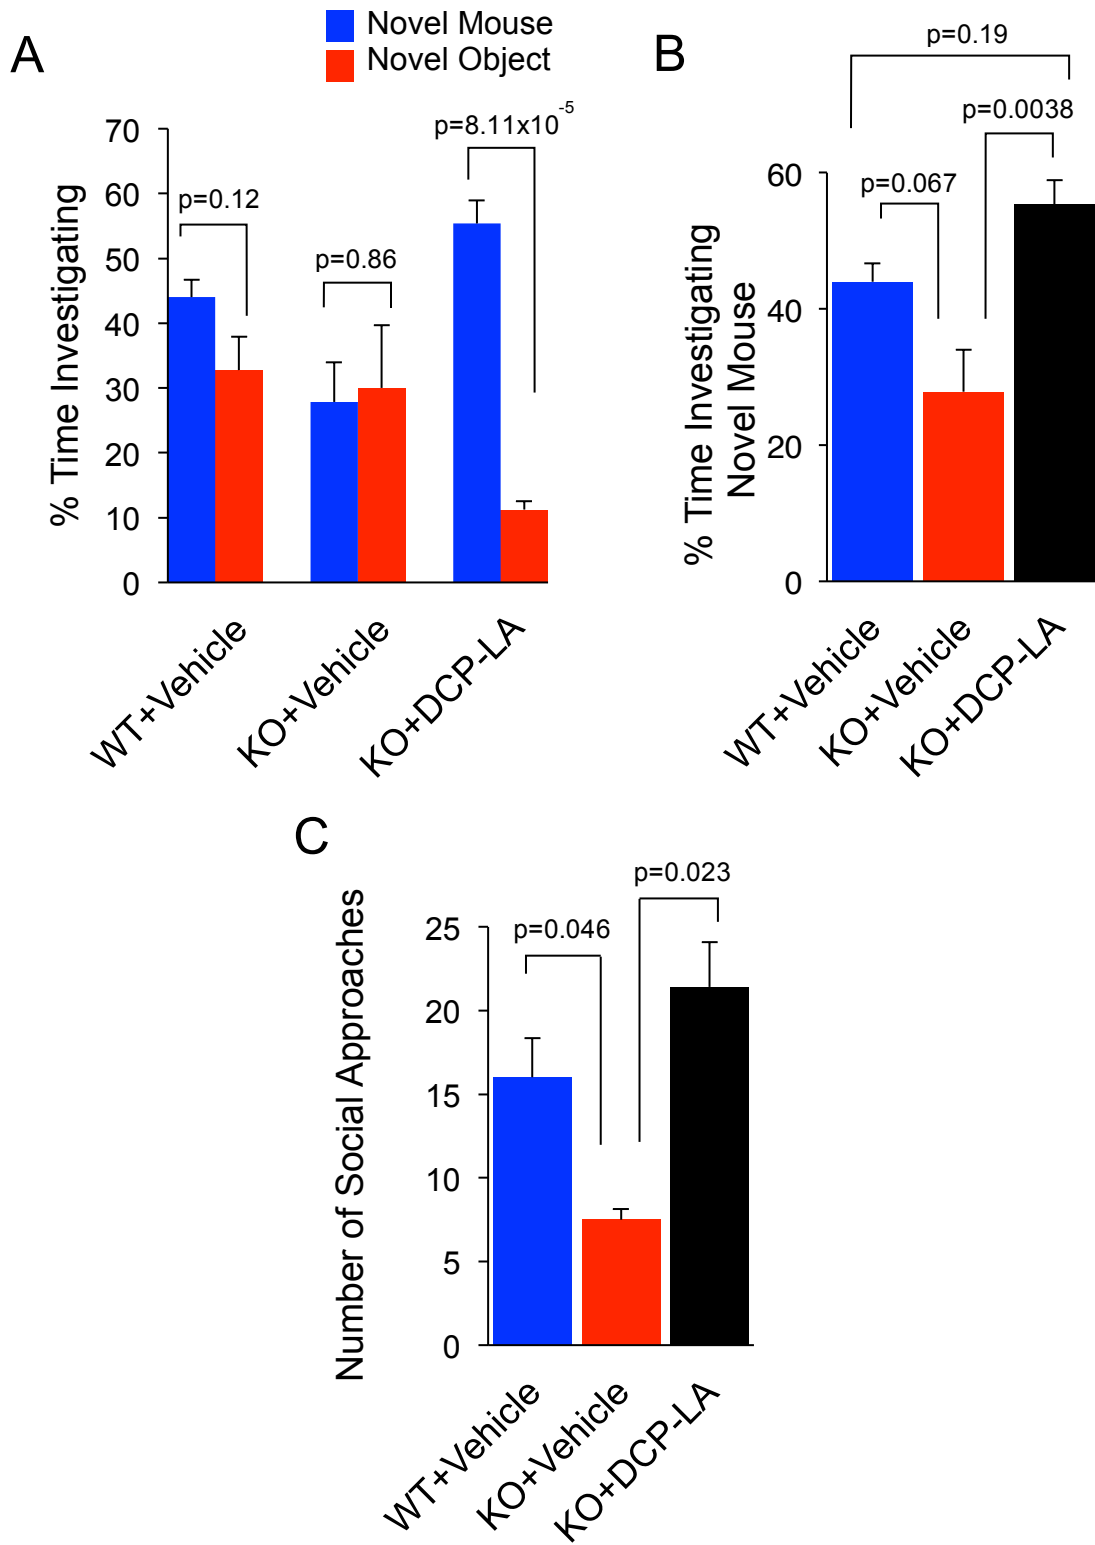 A
Novel Mouse
Novel Object
p=8.11x10-5
p=0.12
p=0.86
% Time Investigating
70
60
50
40
30
20
10
0
WT+Vehicle
KO+Vehicle
KO+DCP-LA
B
p=0.19
p=0.0038
p=0.067
% Time Investigating
Novel Mouse
60
40
20
0
WT+Vehicle
KO+Vehicle
KO+DCP-LA
C
p=0.023
p=0.046
Number of Social Approaches
25
20
15
10
5
0
WT+Vehicle
KO+Vehicle
KO+DCP-LA